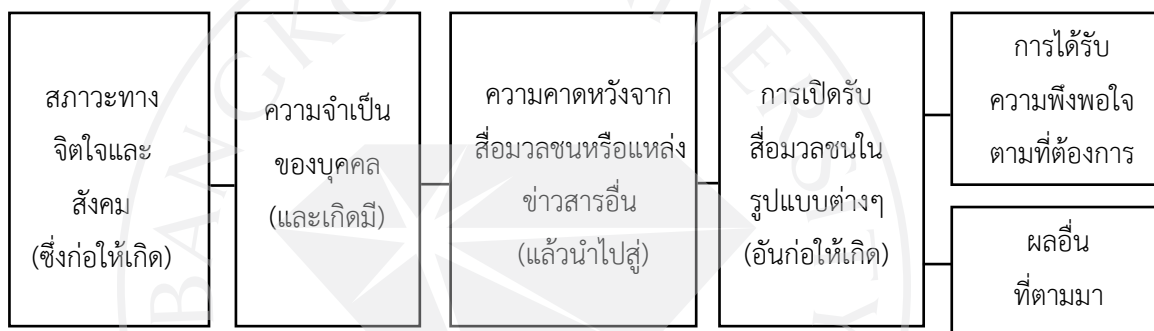 สภาวะทาง
จิตใจและ
สังคม
(ซึ่งก่อให้เกิด)
ความจำเป็น
ของบุคคล
(และเกิดมี)
ความคาดหวังจาก
สื่อมวลชนหรือแหล่ง
ข่าวสารอื่น
(แล้วนำไปสู่)
การเปิดรับ
สื่อมวลชนใน
รูปแบบต่างๆ
(อันก่อให้เกิด)
การได้รับ
ความพึงพอใจ
ตามที่ต้องการ
ผลอื่น
ที่ตามมา